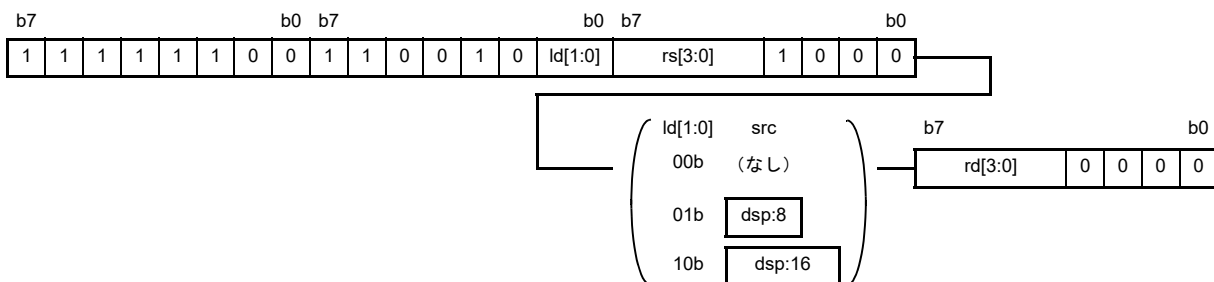 b7 b0 b7 b0 b7 b0
1 1 1 1 1 1 0 0 1 1 0 0 1 0 ld[1:0] rs[3:0] 1 0 0 0
ld[1:0] src
00b （なし）
01b dsp:8
10b dsp:16
b7 b0
rd[3:0] 0 0 0 0